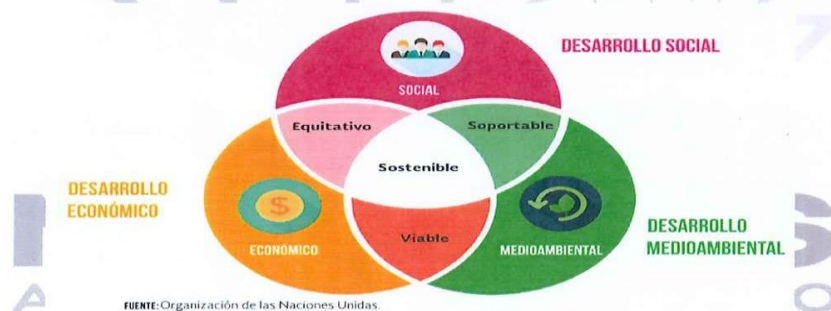 DESARROLLO SOCIAL
SOCIAL
Equitativo
Soportable
Sostenible
DESARROLLO
ECONÓMICO
$
ECONÓMICO
Viable
MEDIOAMBIENTAL
DESARROLLO
MEDIOAMBIENTAL
FUENTE: Organización de las Naciones Unidas.